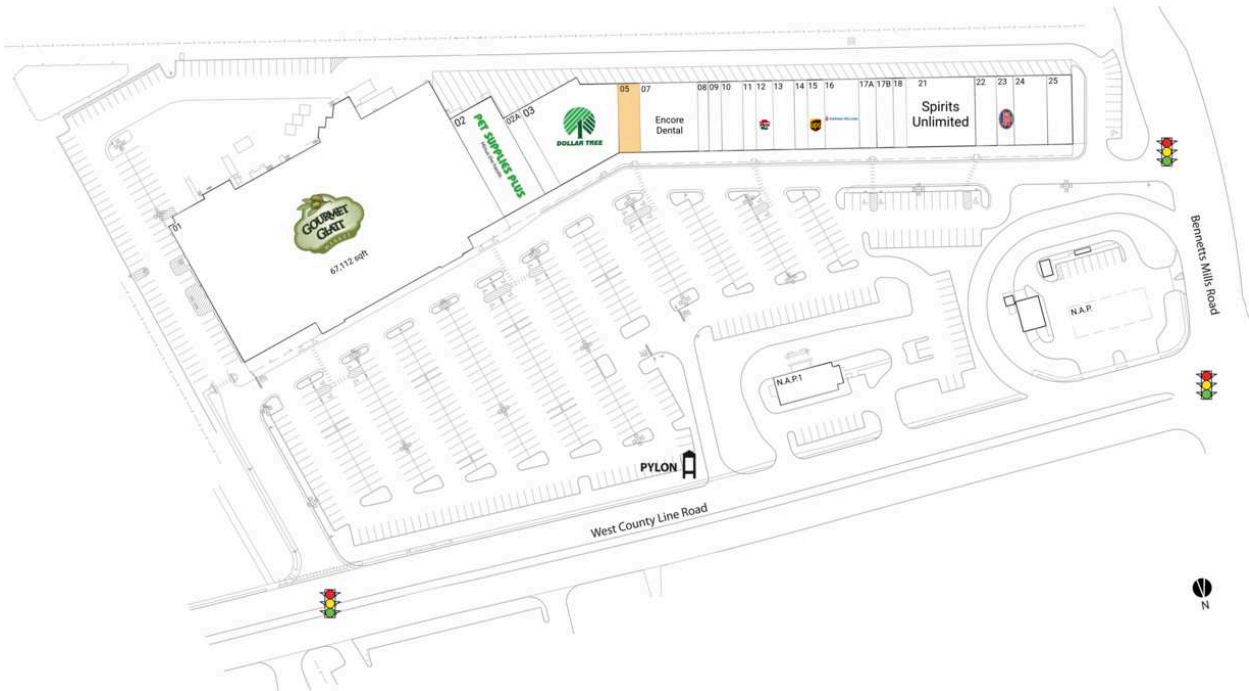 05
07
08
09
10
11
12
13
14
15
16
17A
17B
18
21
22
23
24
25
02
02A
03
01
PET SUPPLIES PLUS
DOLLAR TREE
Encore
Dental
Spirits
Unlimited
GOURMET
GLATT
67,112 sqft
Bennetts Mills Road
N.A.P.
N.A.P.1
PYLON
West County Line Road
N